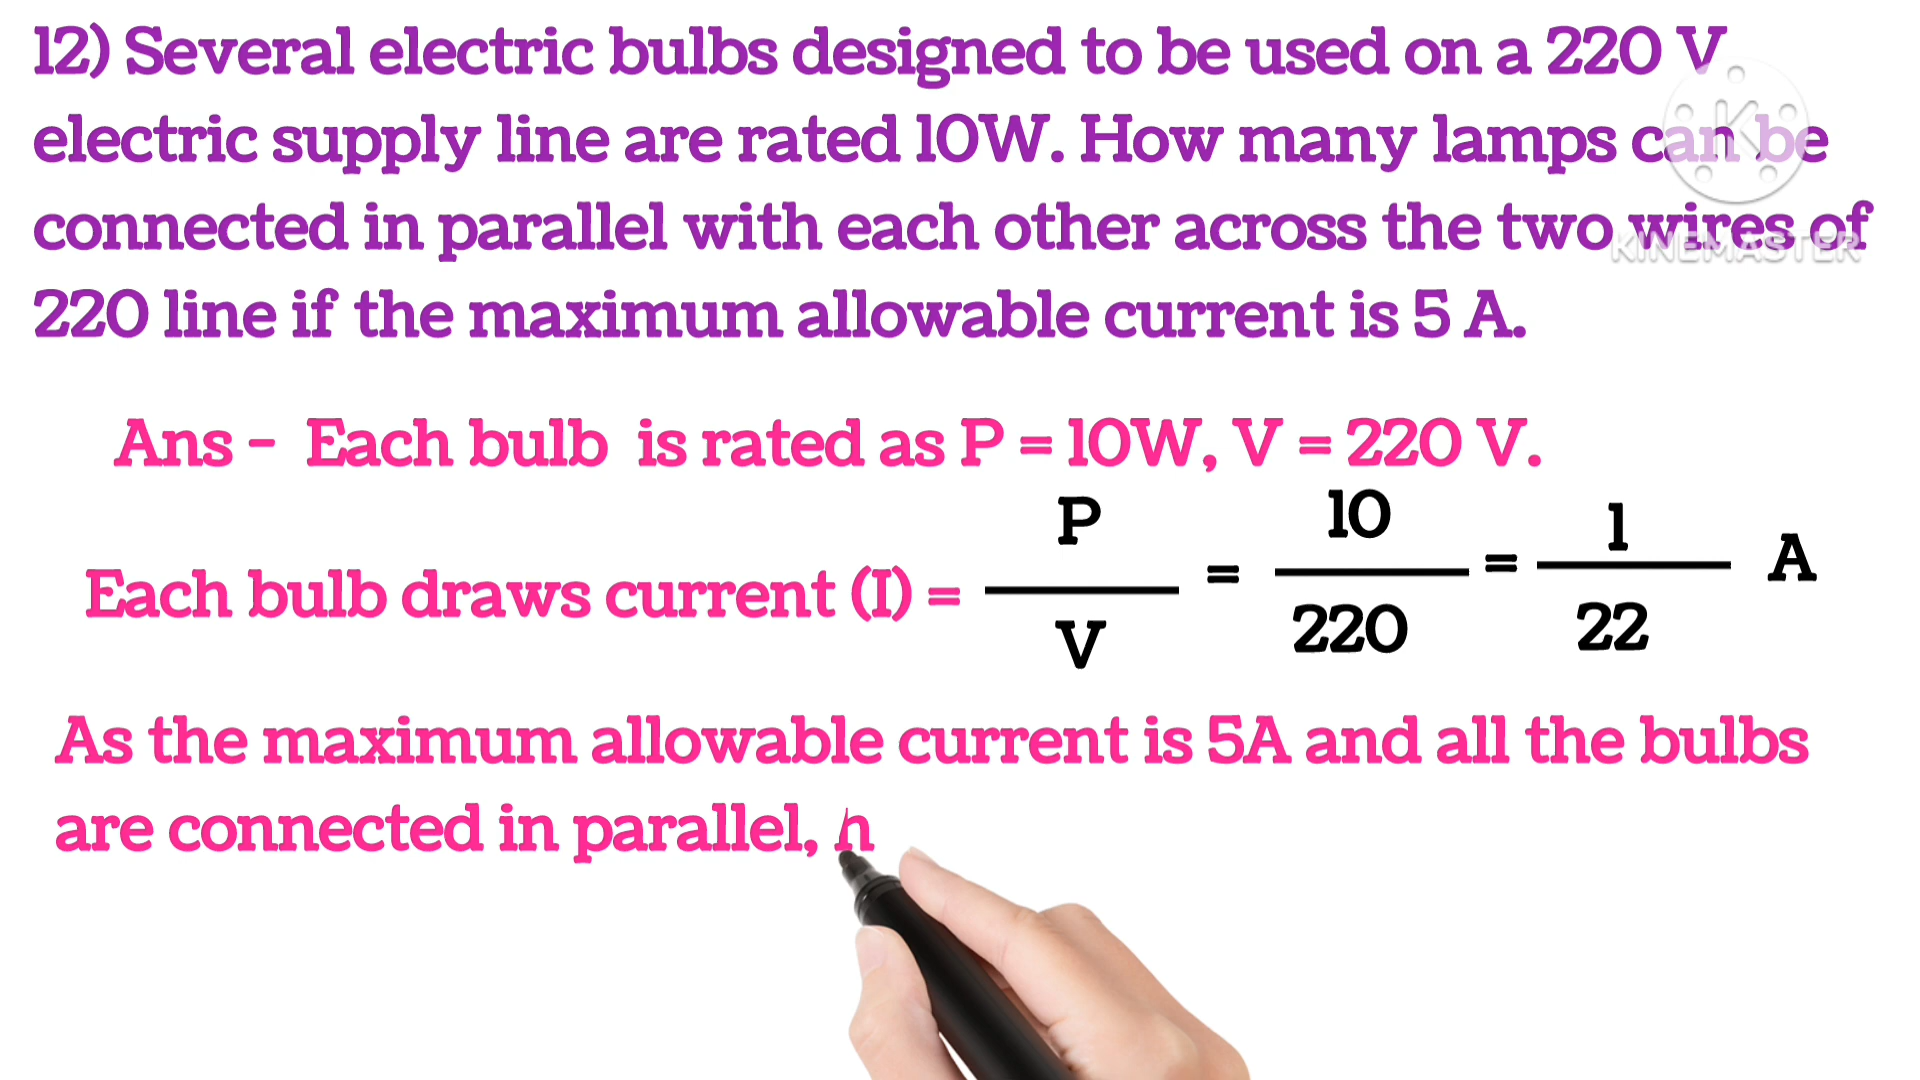 12) Several electric bulbs designed to be used on a 220 V
electric supply line are rated 10W. How many lamps can be
connected in parallel with each other across the two wires of
220 line if the maximum allowable current is 5 A.
KINEMASTER
Ans - Each bulb is rated as P = 10W, V = 220 V.
Each bulb draws current (I) = P / V = 10 / 220 = 1 / 22 A
As the maximum allowable current is 5A and all the bulbs
are connected in parallel,